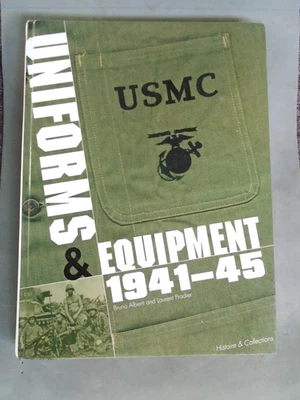 USMC
UNIFORMS
& EQUIPMENT
1941–45
Bruno Alberti and Laurent Pradier
Histoire & Collections